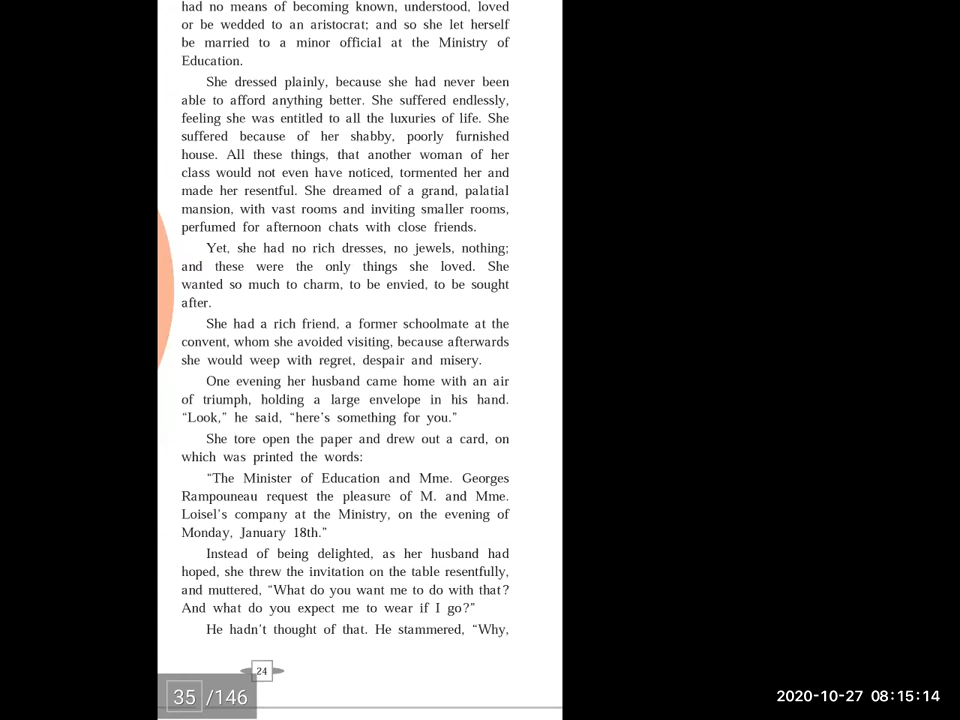 had no means of becoming known, understood, loved
or be wedded to an aristocrat; and so she let herself
be married to a minor official at the Ministry of
Education.
She dressed plainly, because she had never been
able to afford anything better. She suffered endlessly,
feeling she was entitled to all the luxuries of life. She
suffered because of her shabby, poorly furnished
house. All these things, that another woman of her
class would not even have noticed, tormented her and
made her resentful. She dreamed of a grand, palatial
mansion, with vast rooms and inviting smaller rooms,
perfumed for afternoon chats with close friends.
Yet, she had no rich dresses, no jewels, nothing;
and these were the only things she loved. She
wanted so much to charm, to be envied, to be sought
after.
She had a rich friend, a former schoolmate at the
convent, whom she avoided visiting, because afterwards
she would weep with regret, despair and misery.
One evening her husband came home with an air
of triumph, holding a large envelope in his hand.
“Look,” he said, “here’s something for you.”
She tore open the paper and drew out a card, on
which was printed the words:
“The Minister of Education and Mme. Georges
Rampouneau request the pleasure of M. and Mme.
Loisel’s company at the Ministry, on the evening of
Monday, January 18th.”
Instead of being delighted, as her husband had
hoped, she threw the invitation on the table resentfully,
and muttered, “What do you want me to do with that?
And what do you expect me to wear if I go?”
He hadn’t thought of that. He stammered, “Why,
24
35 /146
2020-10-27 08:15:14